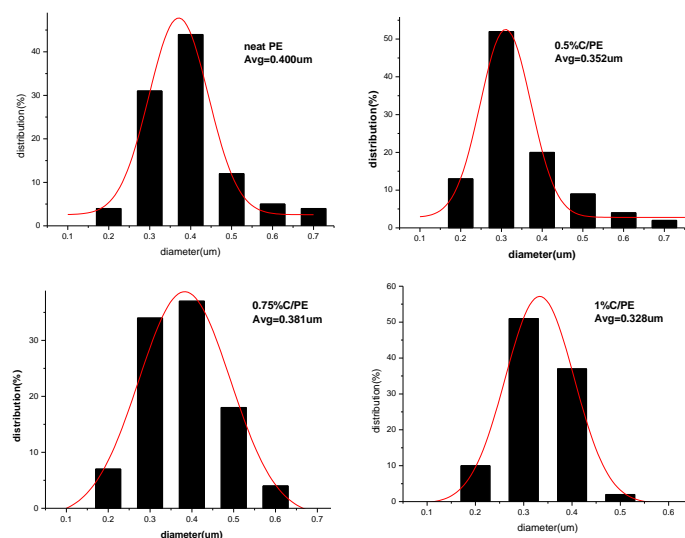 neat PE
Avg=0.400um
40
30
20
10
0
distribution(%)
0.1 0.2 0.3 0.4 0.5 0.6 0.7
diameter(um)
0.5%C/PE
Avg=0.352um
50
40
30
20
10
0
distribution(%)
0.1 0.2 0.3 0.4 0.5 0.6 0.7
diameter(um)
0.75%C/PE
Avg=0.381um
30
20
10
0
distribution(%)
0.1 0.2 0.3 0.4 0.5 0.6 0.7
diameter(um)
1%C/PE
Avg=0.328um
60
50
40
30
20
10
0
distribution(%)
0.1 0.2 0.3 0.4 0.5 0.6
diameter(um)